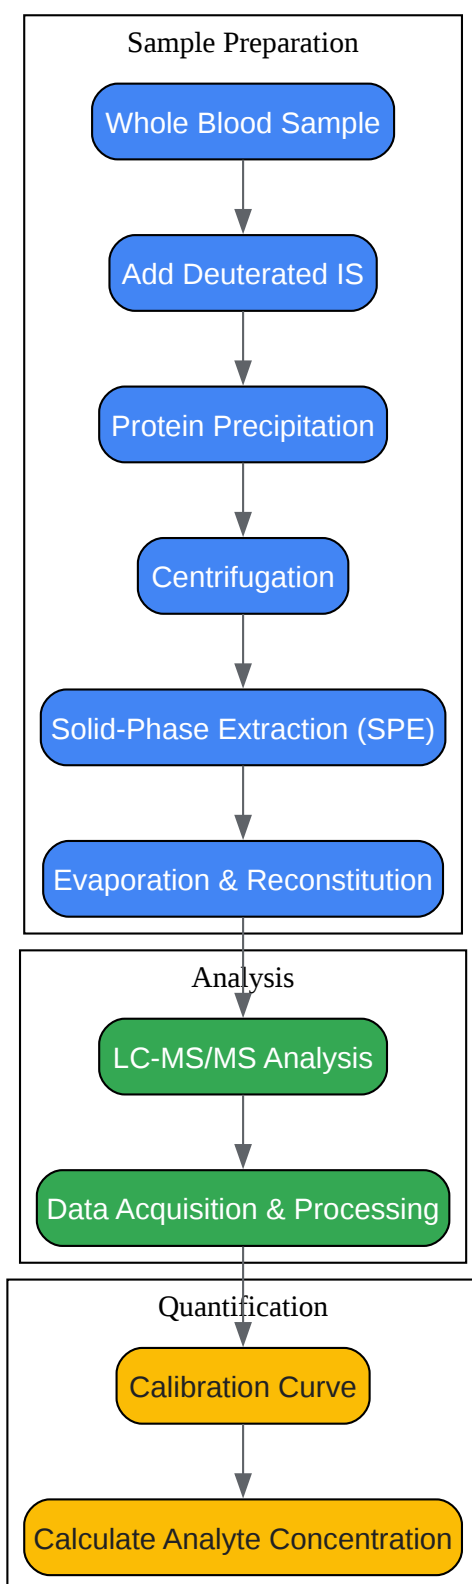 Sample Preparation
Whole Blood Sample
Add Deuterated IS
Protein Precipitation
Centrifugation
Solid-Phase Extraction (SPE)
Evaporation & Reconstitution
Analysis
LC-MS/MS Analysis
Data Acquisition & Processing
Quantification
Calibration Curve
Calculate Analyte Concentration